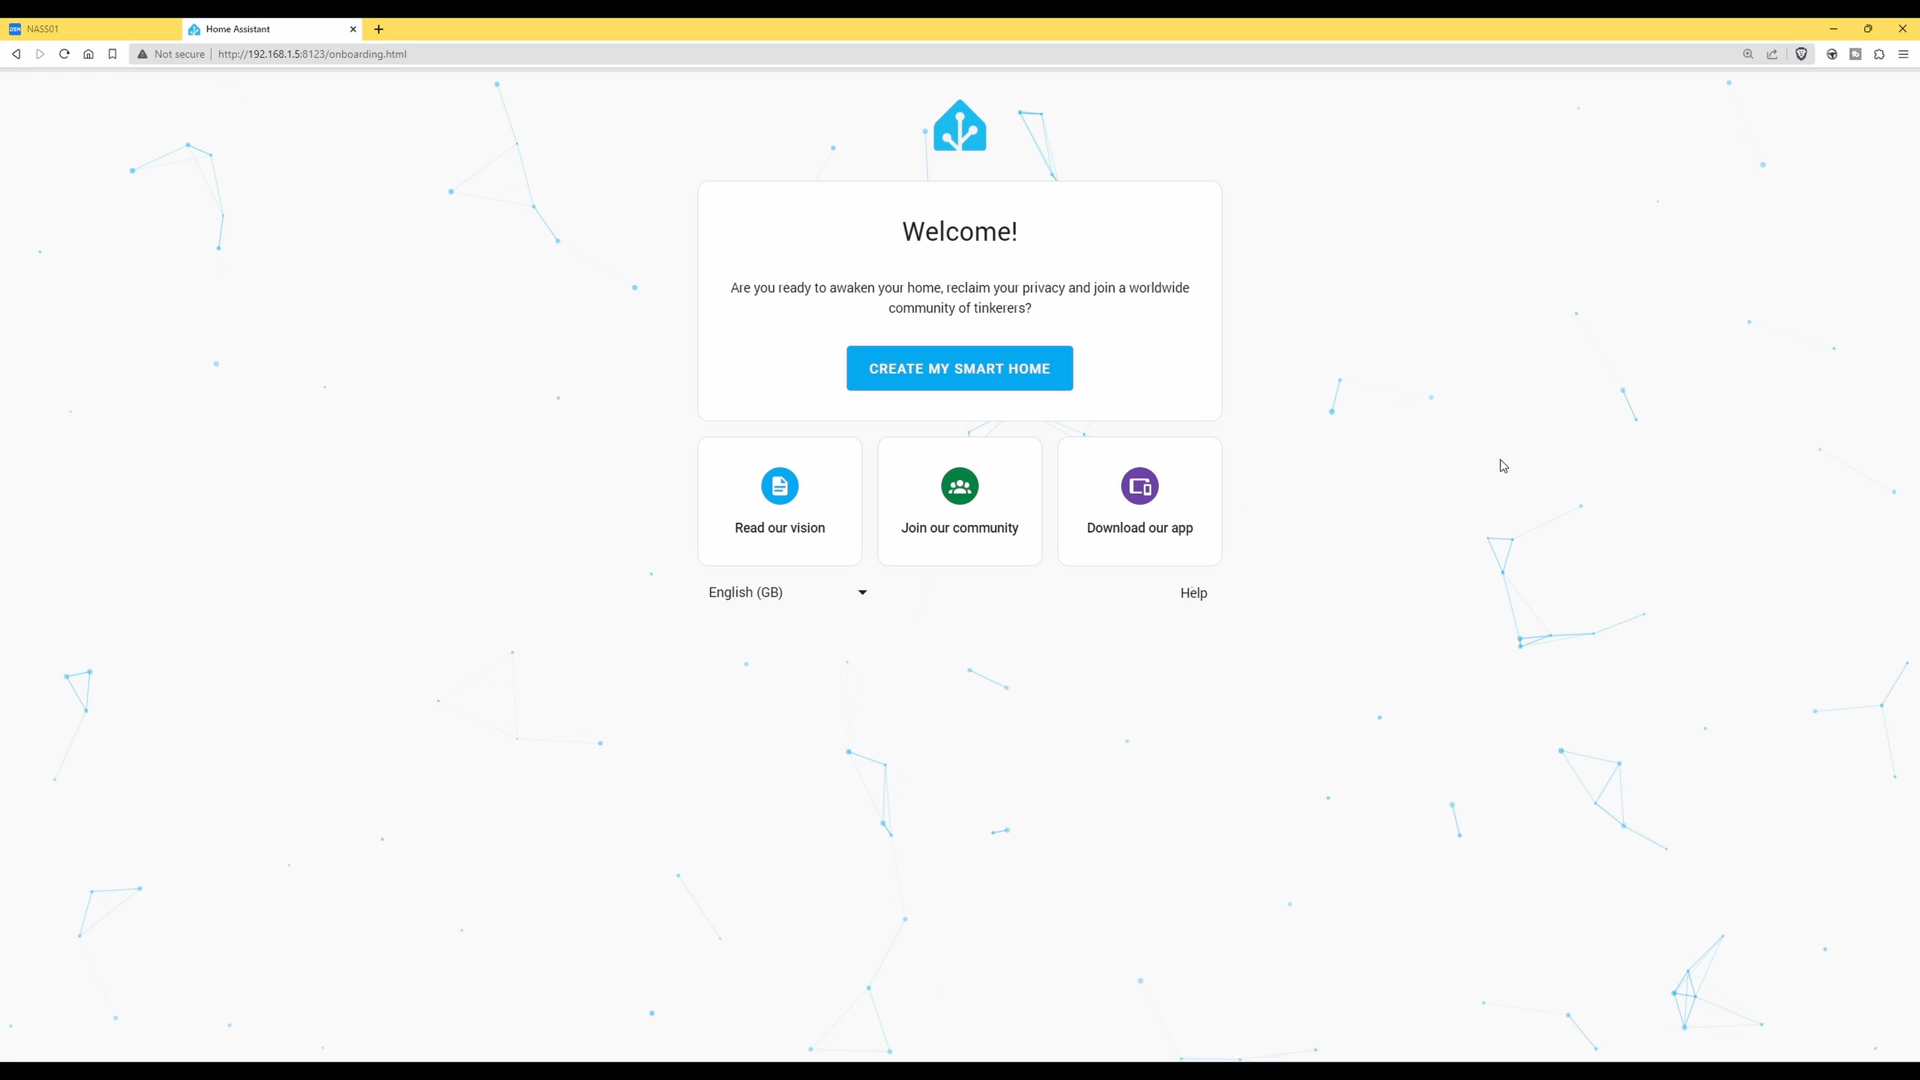 NAS501
Home Assistant
Not secure
http://192.168.1.5:8123/onboarding.html
Welcome!
Are you ready to awaken your home, reclaim your privacy and join a worldwide
community of tinkerers?
CREATE MY SMART HOME
Read our vision
Join our community
Download our app
English (GB)
Help